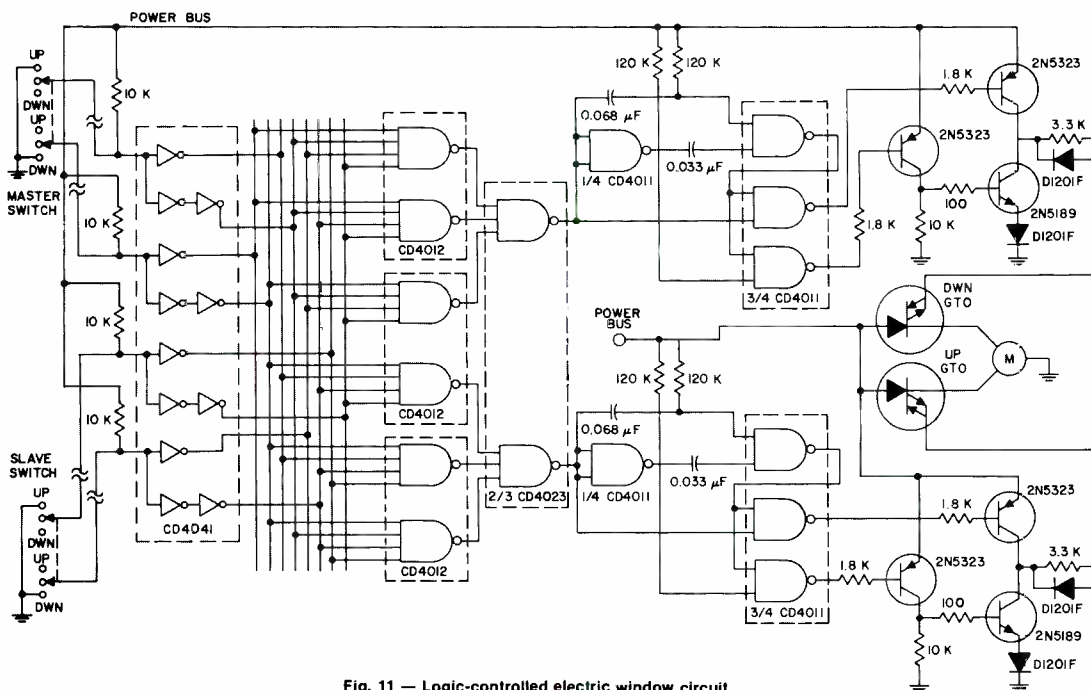 POWER BUS
UP
DWN
UP
DWN
MASTER
SWITCH
10 K
10 K
10 K
10 K
SLAVE
SWITCH
UP
DWN
UP
DWN
CD4041
CD4012
CD4012
CD4012
2/3 CD4023
120 K
120 K
0.068 µF
1/4 CD4011
0.033 µF
3/4 CD4011
1.8 K
1.8 K
2N5323
2N5323
100
10 K
3.3 K
D1201F
2N5189
D1201F
POWER
BUS
DWN
GTO
UP
GTO
M
120 K
120 K
0.068 µF
1/4 CD4011
0.033 µF
3/4 CD4011
1.8 K
1.8 K
2N5323
2N5323
100
10 K
3.3 K
D1201F
2N5189
D1201F
Fig. 11 — Logic-controlled electric window circuit